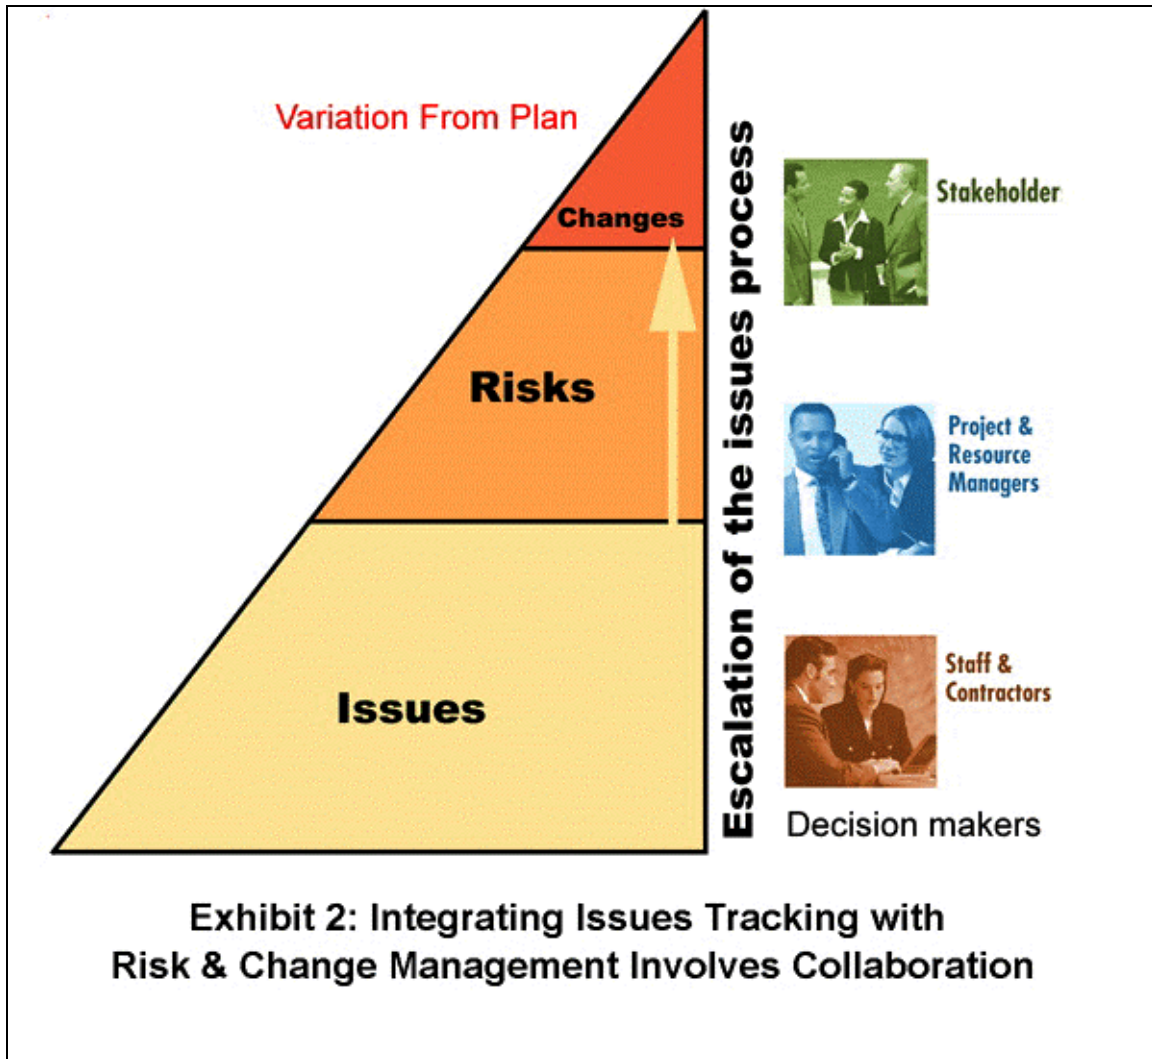 Variation From Plan
Changes
Risks
Issues
Escalation of the issues process
Stakeholder
Project &
Resource
Managers
Staff &
Contractors
Decision makers
Exhibit 2: Integrating Issues Tracking with
Risk & Change Management Involves Collaboration